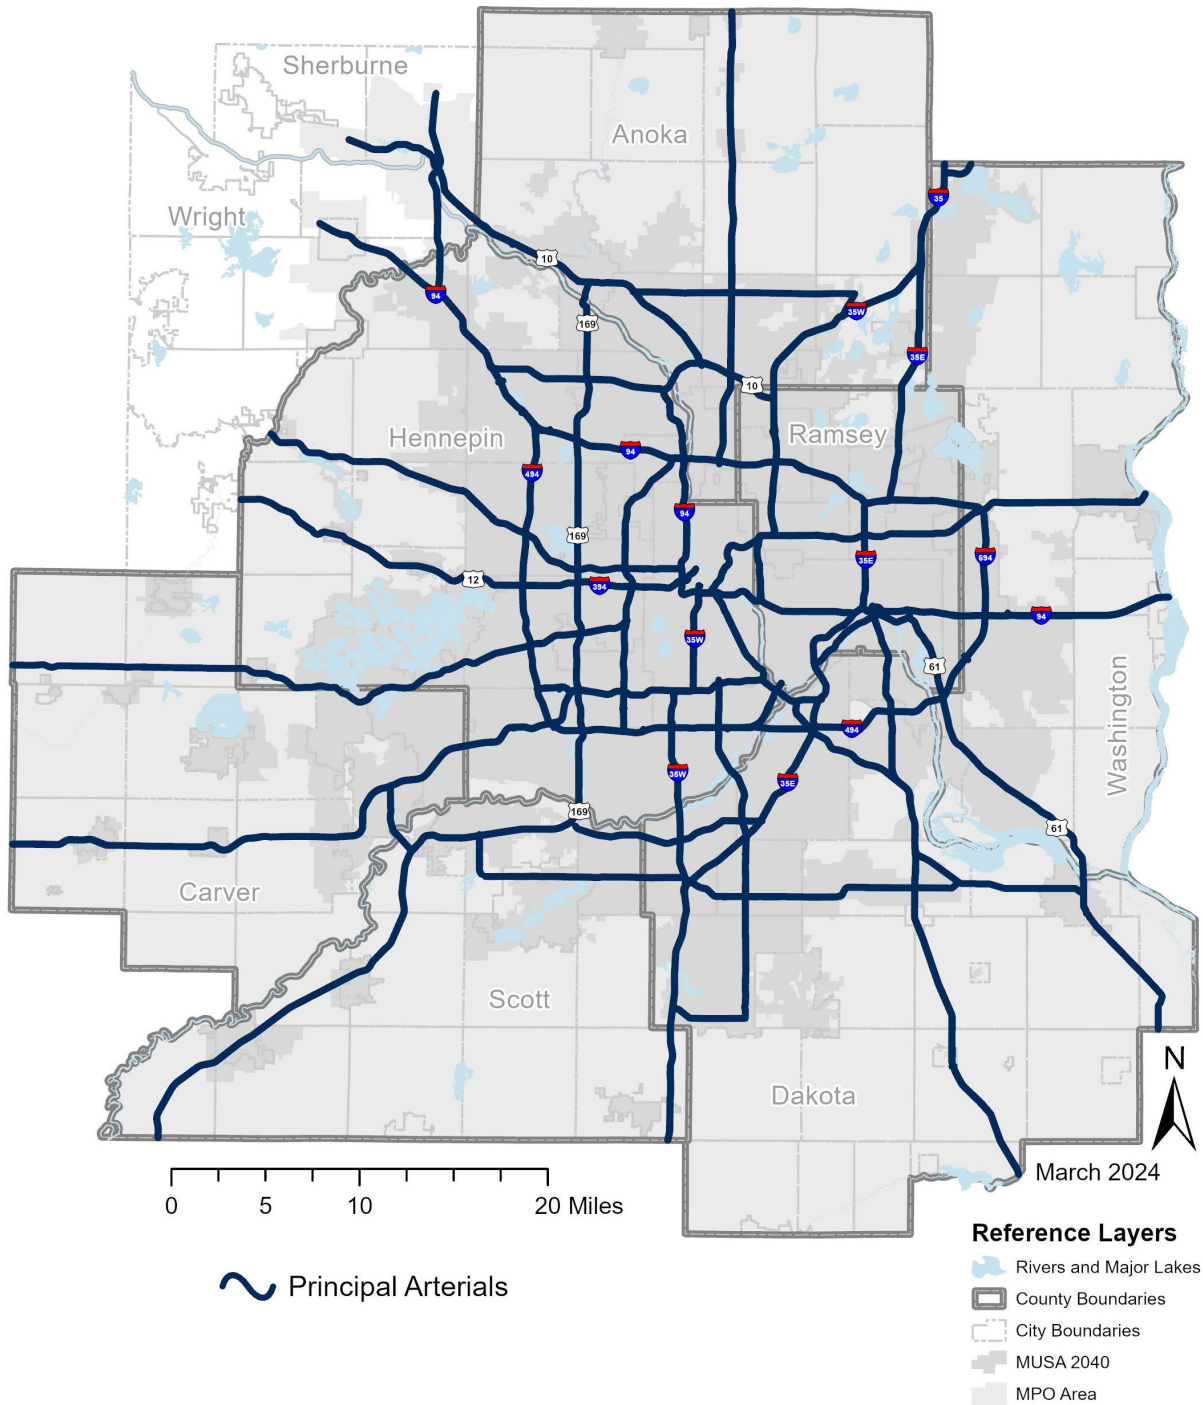 Sherburne
Anoka
Wright
35
10
94
35W
169
35E
10
Hennepin
Ramsey
94
494
94
169
35E
694
12
394
94
35W
61
Washington
494
35W
35E
169
61
Carver
Scott
Dakota
N
March 2024
0 5 10 20 Miles
Principal Arterials
Reference Layers
Rivers and Major Lakes
County Boundaries
City Boundaries
MUSA 2040
MPO Area